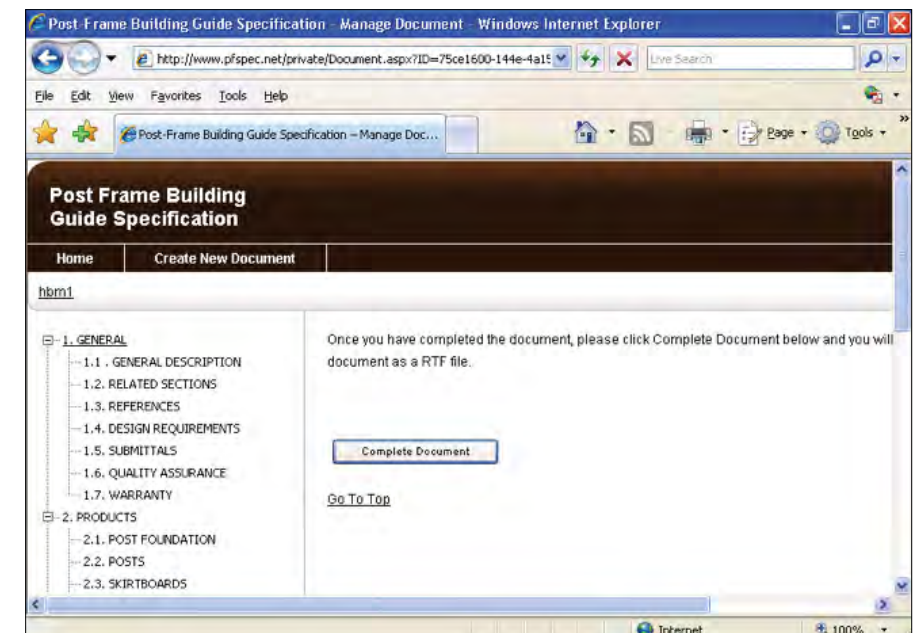 Post-Frame Building Guide Specification - Manage Document - Windows Internet Explorer
http://www.pfspec.net/private/Document.aspx?ID=75ce1600-144e-4a15
Live Search
File Edit View Favorites Tools Help
Post-Frame Building Guide Specification – Manage Doc...
Page Tools
Post Frame Building
Guide Specification
Home Create New Document
hbm1
1. GENERAL
1.1 . GENERAL DESCRIPTION
1.2. RELATED SECTIONS
1.3. REFERENCES
1.4. DESIGN REQUIREMENTS
1.5. SUBMITTALS
1.6. QUALITY ASSURANCE
1.7. WARRANTY
2. PRODUCTS
2.1. POST FOUNDATION
2.2. POSTS
2.3. SKIRTBOARDS
Once you have completed the document, please click Complete Document below and you will
document as a RTF file.
Complete Document
Go To Top
Internet 100%